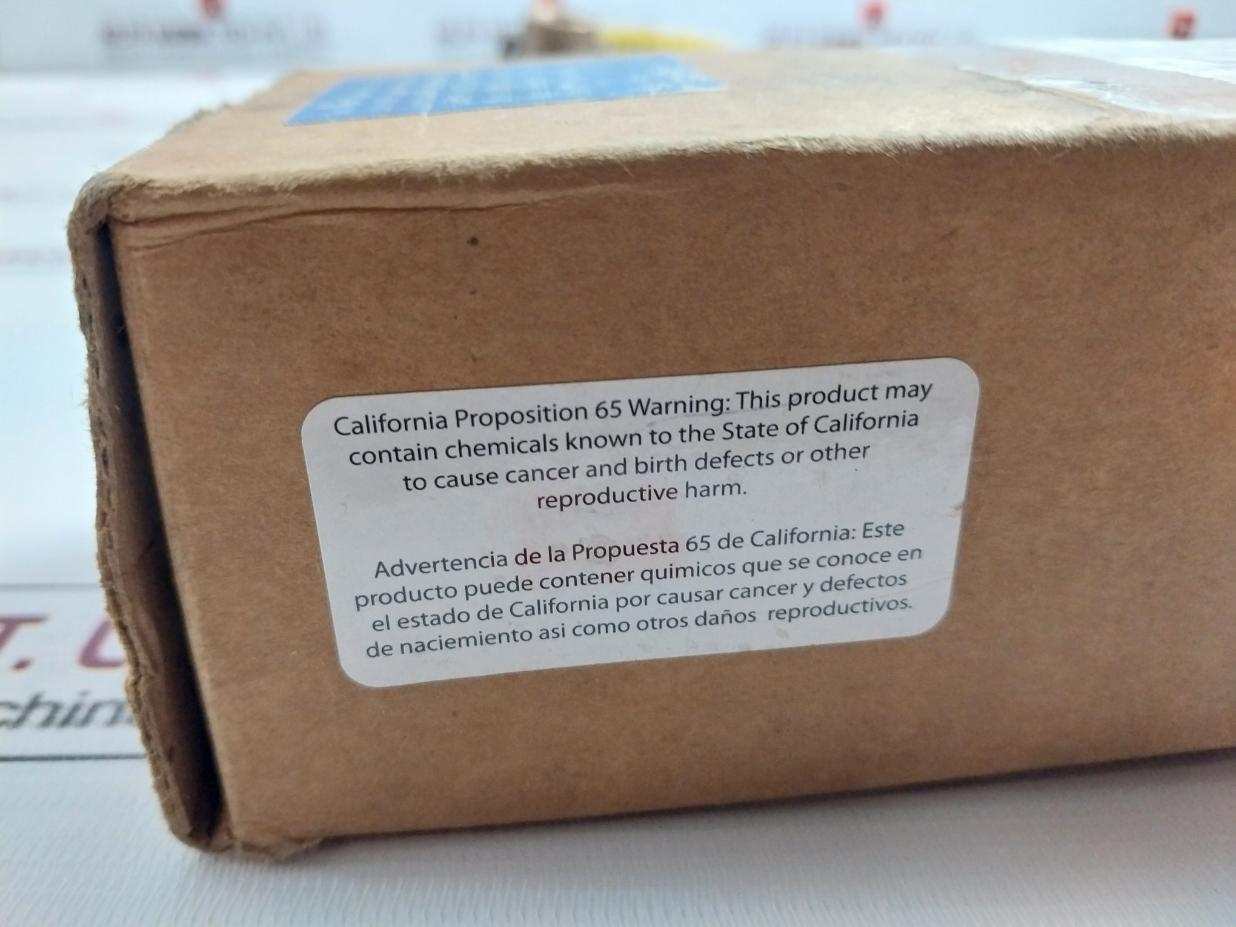 California Proposition 65 Warning: This product may
contain chemicals known to the State of California
to cause cancer and birth defects or other
reproductive harm.
Advertencia de la Propuesta 65 de California: Este
producto puede contener quimicos que se conoce en
el estado de California por causar cancer y defectos
de naciemiento asi como otros daños reproductivos.
T.
chin